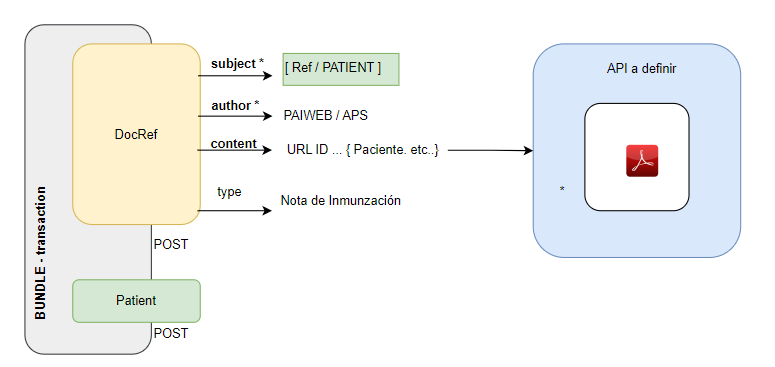 subject *
[ Ref / PATIENT ]
API a definir
author *
PAIWEB / APS
DocRef
content
URL ID ... { Paciente. etc..}
type
Nota de Inmunzación
*
POST
BUNDLE - transaction
Patient
POST